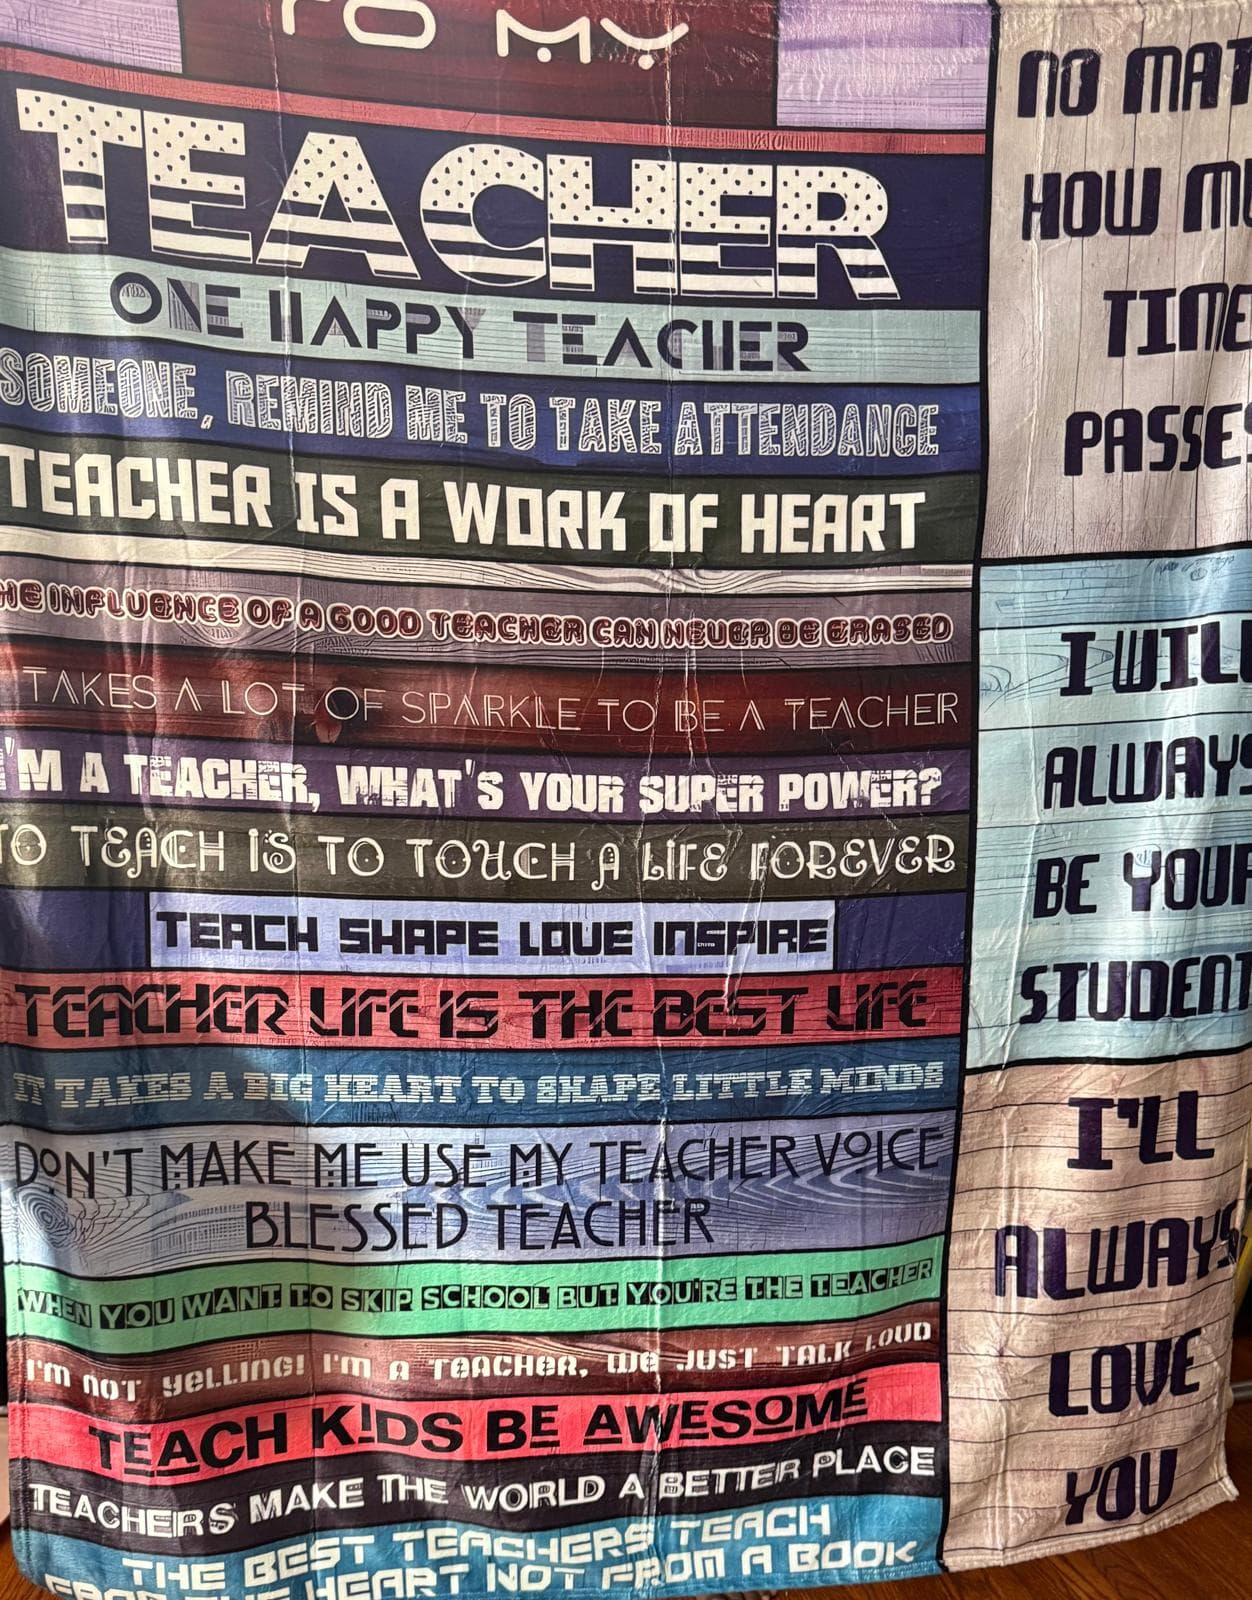 TO MY
TEACHER
ONE HAPPY TEACHER
SOMEONE, REMIND ME TO TAKE ATTENDANCE
TEACHER IS A WORK OF HEART
HE INFLUENCE OF A GOOD TEACHER CAN NEVER BE ERASED
TAKES A LOT OF SPARKLE TO BE A TEACHER
I'M A TEACHER, WHAT'S YOUR SUPER POWER?
TO TEACH IS TO TOUCH A LIFE FOREVER
TEACH SHAPE LOVE INSPIRE
TEACHER LIFE IS THE BEST LIFE
IT TAKES A BIG HEART TO SHAPE LITTLE MINDS
DON'T MAKE ME USE MY TEACHER VOICE
BLESSED TEACHER
WHEN YOU WANT TO SKIP SCHOOL BUT YOU'RE THE TEACHER
I'M NOT YELLING! I'M A TEACHER, WE JUST TALK LOUD
TEACH KIDS BE AWESOME
TEACHERS MAKE THE WORLD A BETTER PLACE
THE BEST TEACHERS TEACH
FROM THE HEART NOT FROM A BOOK
NO MAT
HOW MU
TIME
PASSES
I WILL
ALWAYS
BE YOUR
STUDENT
I'LL
ALWAYS
LOVE
YOU